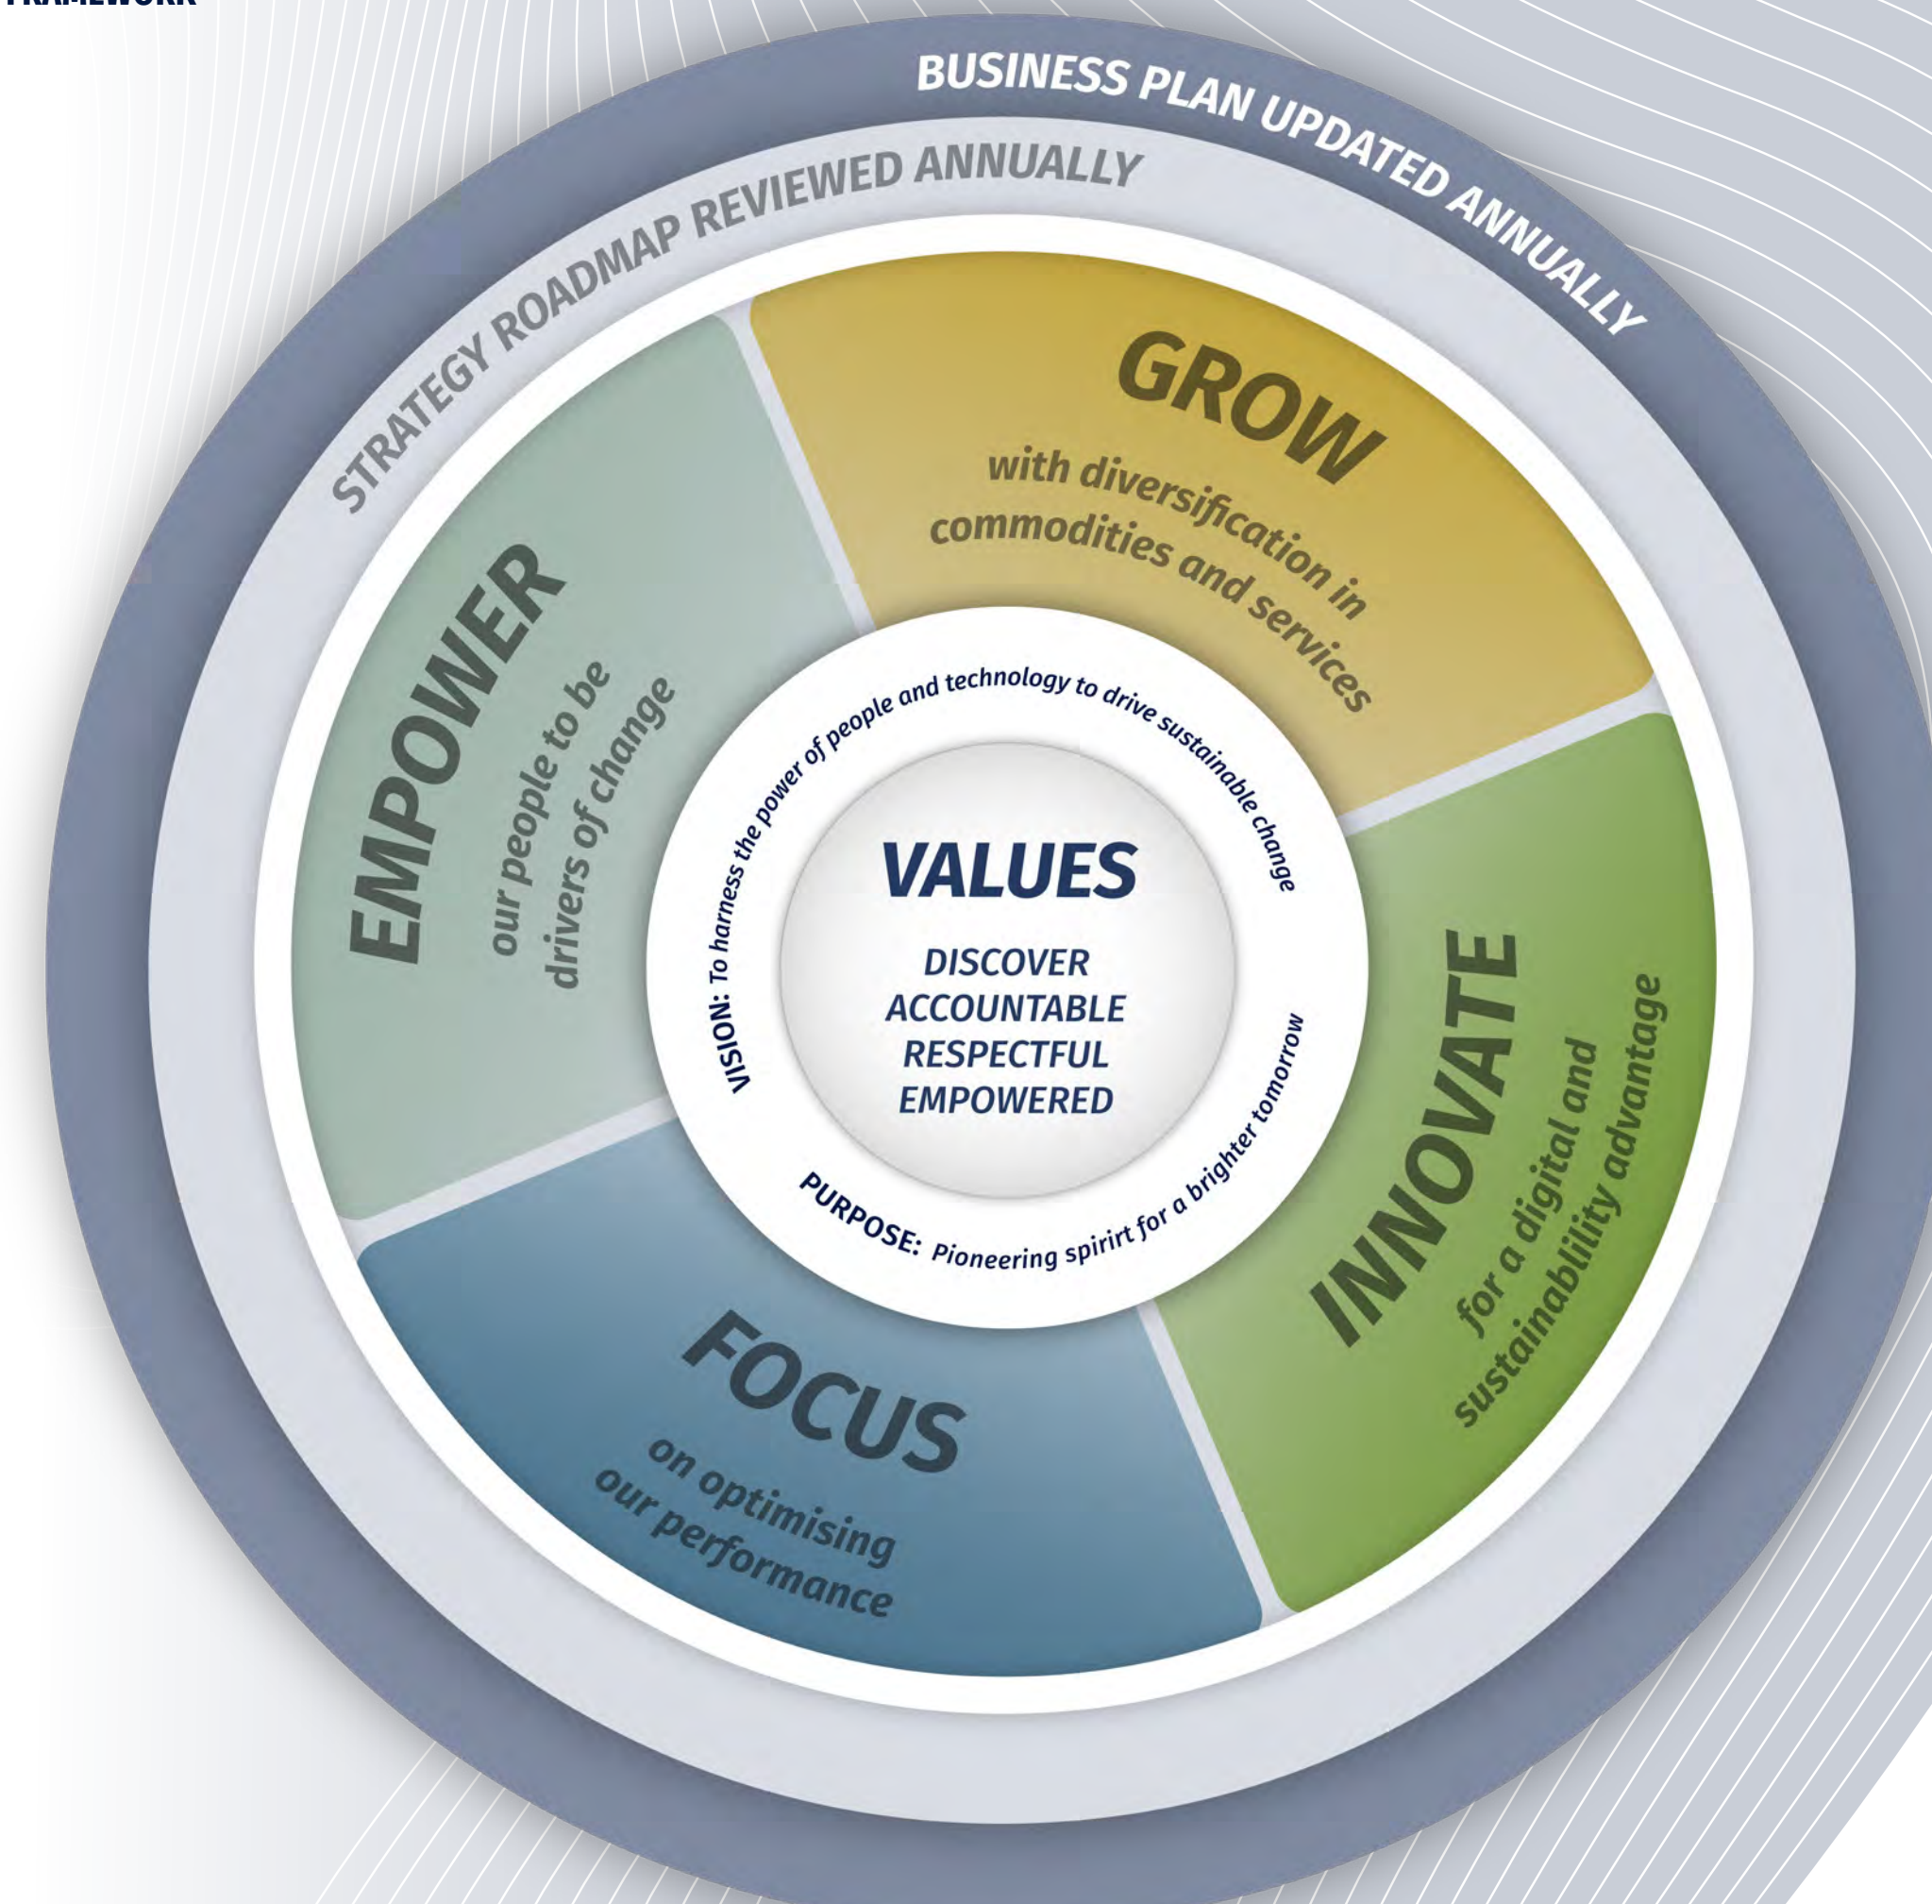 BUSINESS PLAN UPDATED ANNUALLY
STRATEGY ROADMAP REVIEWED ANNUALLY
GROW
with diversification in
commodities and services
EMPOWER
our people to be
drivers of change
INNOVATE
for a digital and
sustainablility advantage
FOCUS
on optimising
our performance
VISION: To harness the power of people and technology to drive sustainable change
VALUES
DISCOVER
ACCOUNTABLE
RESPECTFUL
EMPOWERED
PURPOSE: Pioneering spirirt for a brighter tomorrow